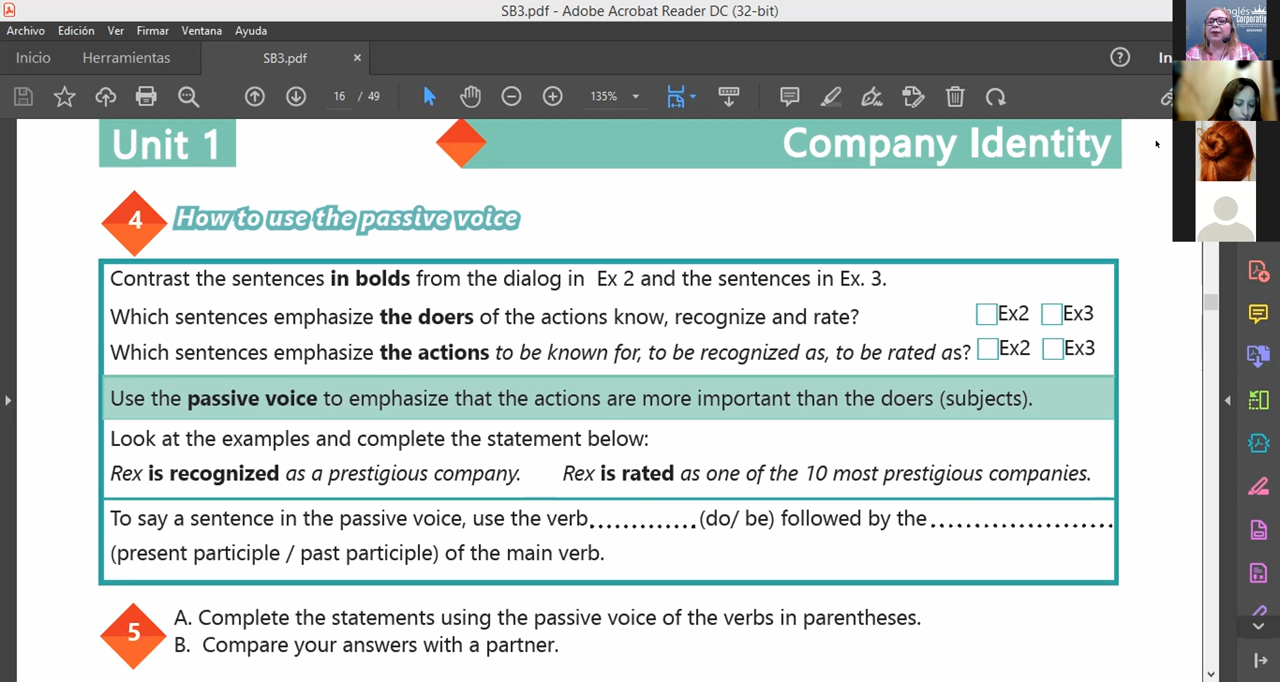 SB3.pdf - Adobe Acrobat Reader DC (32-bit)
Archivo Edición Ver Firmar Ventana Ayuda
Inicio Herramientas SB3.pdf × In
16 / 49 135%
Inglés
Corporativo
Unit 1 Company Identity
4 How to use the passive voice
Contrast the sentences in bolds from the dialog in Ex 2 and the sentences in Ex. 3.
Which sentences emphasize the doers of the actions know, recognize and rate? Ex2 Ex3
Which sentences emphasize the actions to be known for, to be recognized as, to be rated as? Ex2 Ex3
Use the passive voice to emphasize that the actions are more important than the doers (subjects).
Look at the examples and complete the statement below:
Rex is recognized as a prestigious company. Rex is rated as one of the 10 most prestigious companies.
To say a sentence in the passive voice, use the verb............(do/ be) followed by the ......................
(present participle / past participle) of the main verb.
5 A. Complete the statements using the passive voice of the verbs in parentheses.
B. Compare your answers with a partner.